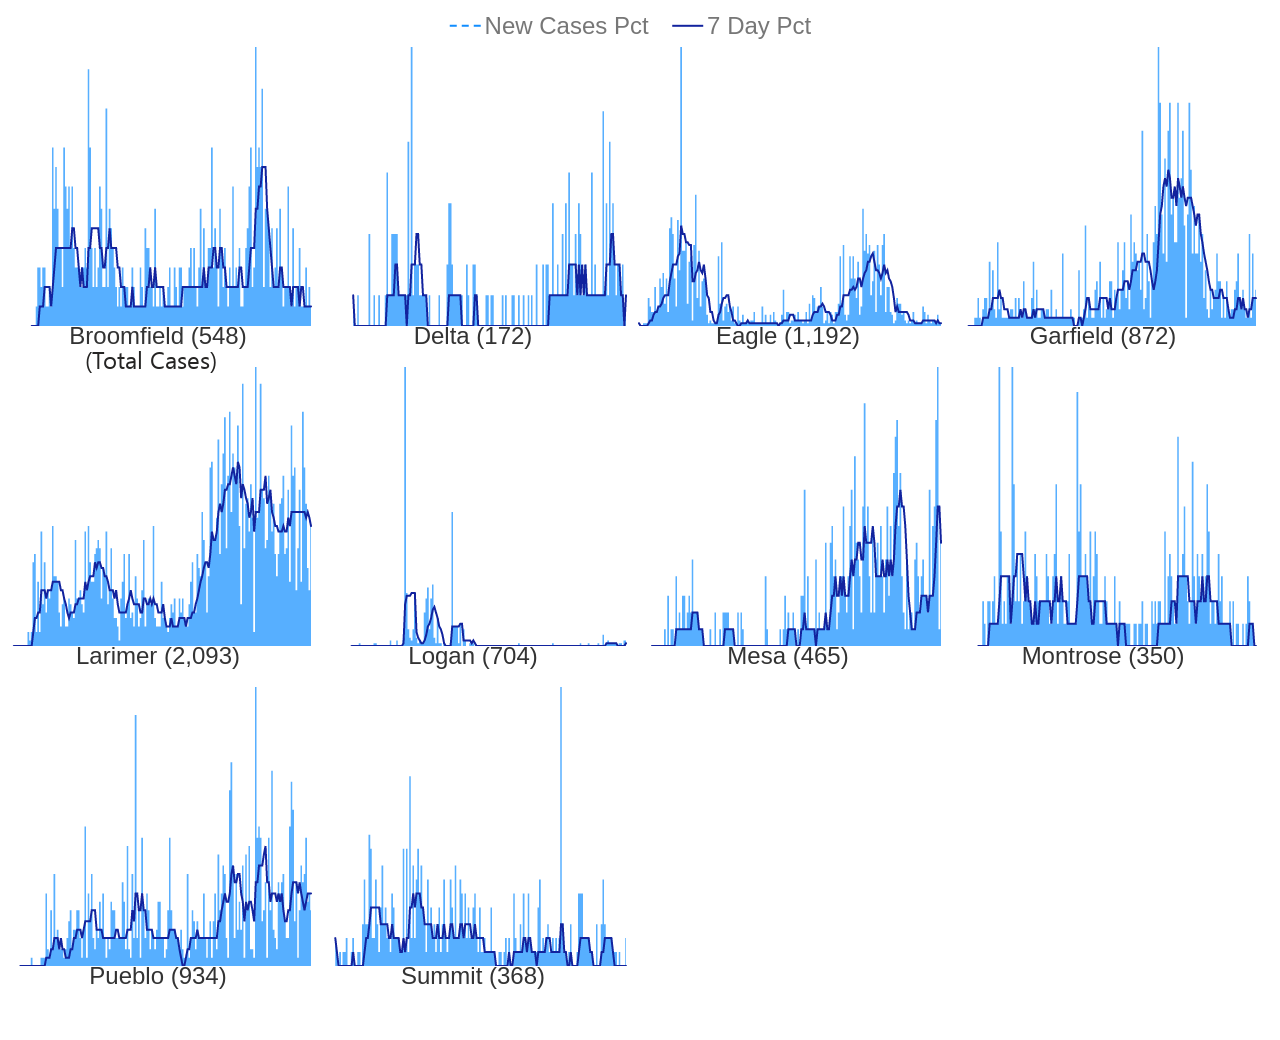 New Cases Pct 7 Day Pct
Broomfield (548) Delta (172) Eagle (1,192) Garfield (872)
(Total Cases)
Larimer (2,093) Logan (704) Mesa (465) Montrose (350)
Pueblo (934) Summit (368)